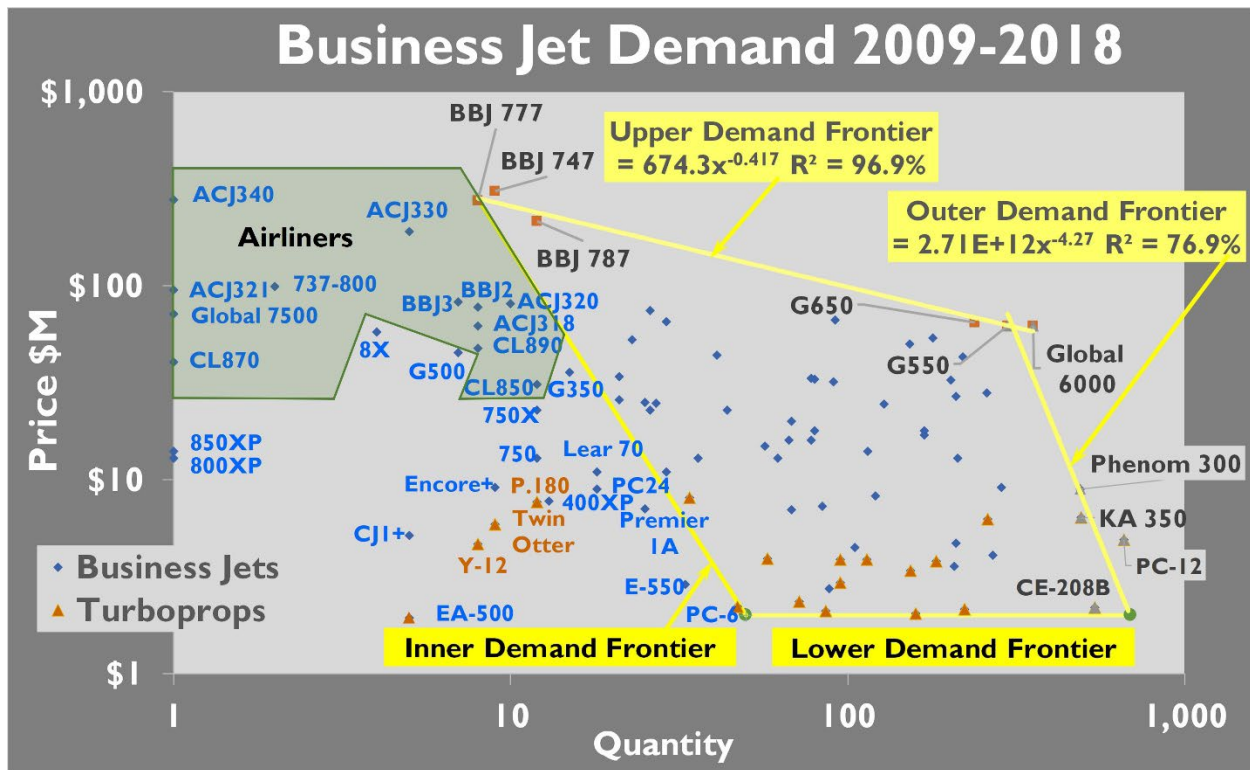 Business Jet Demand 2009-2018
$1,000
$100
$10
$1
Price $M
1
10
100
1,000
Quantity
BBJ 777
BBJ 747
BBJ 787
Upper Demand Frontier
= 674.3x^-0.417 R² = 96.9%
Outer Demand Frontier
= 2.71E+12x^-4.27 R² = 76.9%
ACJ340
ACJ330
Airliners
ACJ321
737-800
Global 7500
BBJ3
BBJ2
ACJ320
ACJ318
CL890
CL870
8X
G500
CL850
G350
750X
G650
G550
Global
6000
850XP
800XP
750
Lear 70
Encore+
P.180
400XP
PC24
Twin
Otter
Premier
1A
CJ1+
Y-12
E-550
EA-500
PC-6
Phenom 300
KA 350
PC-12
CE-208B
Business Jets
Turboprops
Inner Demand Frontier
Lower Demand Frontier